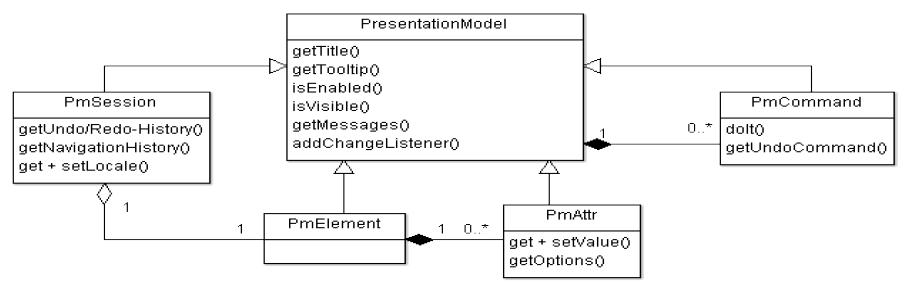 PresentationModel
getTitle()
getTooltip()
isEnabled()
isVisible()
getMessages()
addChangeListener()
PmSession
getUndo/Redo-History()
getNavigationHistory()
get + setLocale()
PmCommand
doIt()
getUndoCommand()
1
0..*
1
1
PmElement
1
0..*
PmAttr
get + setValue()
getOptions()